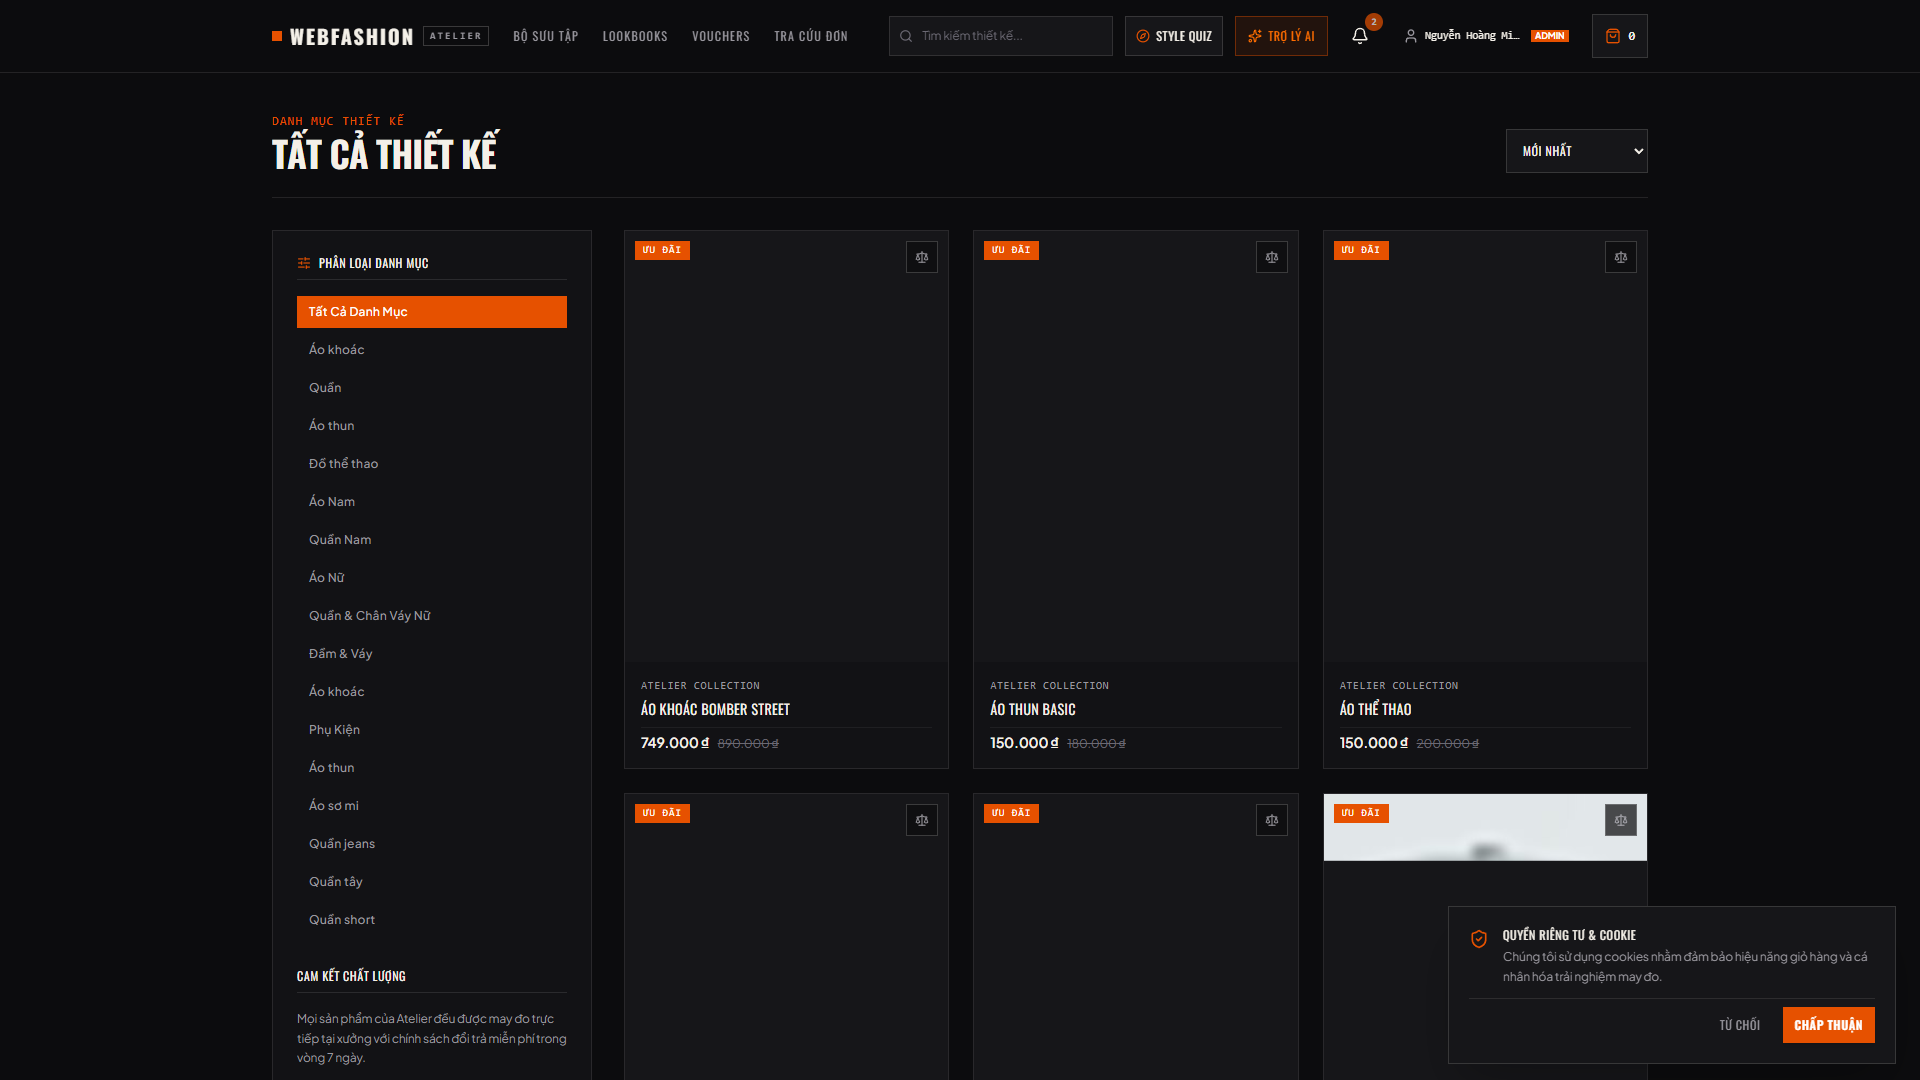 WEBFASHION
ATELIER
BỘ SƯU TẬP
LOOKBOOKS
VOUCHERS
TRA CỨU ĐƠN
Tìm kiếm thiết kế...
STYLE QUIZ
TRỢ LÝ AI
2
Nguyễn Hoàng Mi...
ADMIN
0
DANH MỤC THIẾT KẾ
TẤT CẢ THIẾT KẾ
MỚI NHẤT
PHÂN LOẠI DANH MỤC
Tất Cả Danh Mục
Áo khoác
Quần
Áo thun
Đồ thể thao
Áo Nam
Quần Nam
Áo Nữ
Quần & Chân Váy Nữ
Đầm & Váy
Áo khoác
Phụ Kiện
Áo thun
Áo sơ mi
Quần jeans
Quần tây
Quần short
CAM KẾT CHẤT LƯỢNG
Mọi sản phẩm của Atelier đều được may đo trực
tiếp tại xưởng với chính sách đổi trả miễn phí trong
vòng 7 ngày.
ƯU ĐÃI
ATELIER COLLECTION
ÁO KHOÁC BOMBER STREET
749.000 ₫ 890.000 ₫
ƯU ĐÃI
ATELIER COLLECTION
ÁO THUN BASIC
150.000 ₫ 180.000 ₫
ƯU ĐÃI
ATELIER COLLECTION
ÁO THỂ THAO
150.000 ₫ 200.000 ₫
ƯU ĐÃI
ƯU ĐÃI
ƯU ĐÃI
QUYỀN RIÊNG TƯ & COOKIE
Chúng tôi sử dụng cookies nhằm đảm bảo hiệu năng giỏ hàng và cá
nhân hóa trải nghiệm may đo.
TỪ CHỐI
CHẤP THUẬN